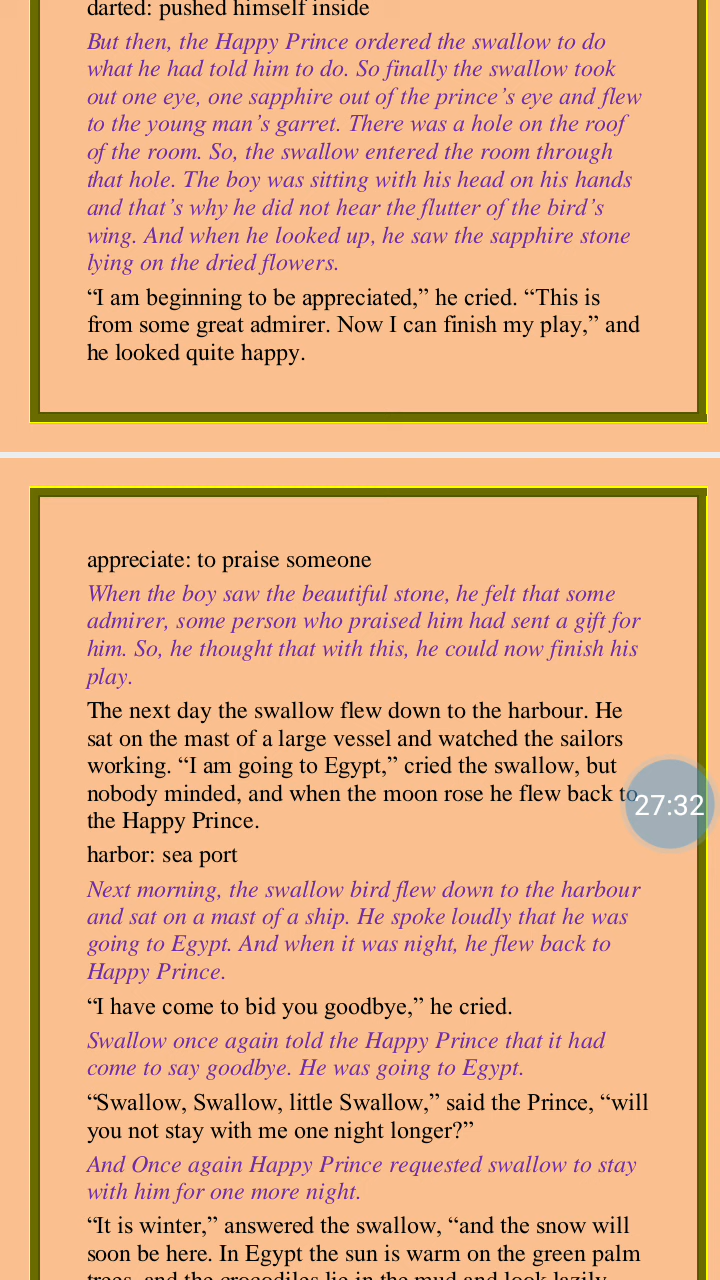 darted: pushed himself inside
But then, the Happy Prince ordered the swallow to do
what he had told him to do. So finally the swallow took
out one eye, one sapphire out of the prince’s eye and flew
to the young man’s garret. There was a hole on the roof
of the room. So, the swallow entered the room through
that hole. The boy was sitting with his head on his hands
and that’s why he did not hear the flutter of the bird’s
wing. And when he looked up, he saw the sapphire stone
lying on the dried flowers.
“I am beginning to be appreciated,” he cried. “This is
from some great admirer. Now I can finish my play,” and
he looked quite happy.
appreciate: to praise someone
When the boy saw the beautiful stone, he felt that some
admirer, some person who praised him had sent a gift for
him. So, he thought that with this, he could now finish his
play.
The next day the swallow flew down to the harbour. He
sat on the mast of a large vessel and watched the sailors
working. “I am going to Egypt,” cried the swallow, but
nobody minded, and when the moon rose he flew back to
27:32
the Happy Prince.
harbor: sea port
Next morning, the swallow bird flew down to the harbour
and sat on a mast of a ship. He spoke loudly that he was
going to Egypt. And when it was night, he flew back to
Happy Prince.
“I have come to bid you goodbye,” he cried.
Swallow once again told the Happy Prince that it had
come to say goodbye. He was going to Egypt.
“Swallow, Swallow, little Swallow,” said the Prince, “will
you not stay with me one night longer?”
And Once again Happy Prince requested swallow to stay
with him for one more night.
“It is winter,” answered the swallow, “and the snow will
soon be here. In Egypt the sun is warm on the green palm
trees, and the crocodiles lie in the mud and look lazily